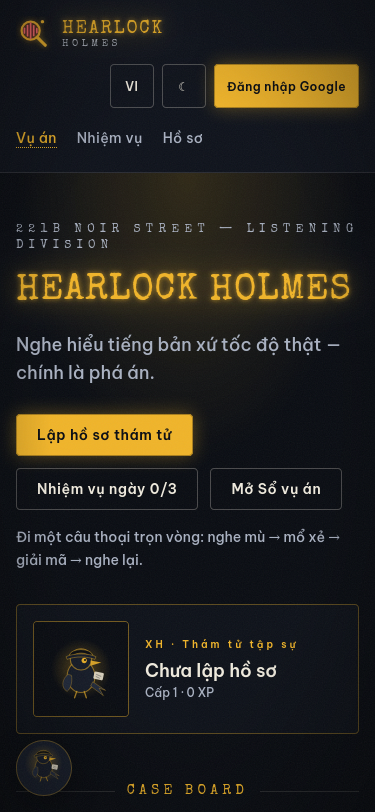 HEARLOCK
HOLMES
VI
Đăng nhập Google
Vụ án
Nhiệm vụ
Hồ sơ
221B NOIR STREET — LISTENING
DIVISION
HEARLOCK HOLMES
Nghe hiểu tiếng bản xứ tốc độ thật —
chính là phá án.
Lập hồ sơ thám tử
Nhiệm vụ ngày 0/3
Mở Sổ vụ án
Đi một câu thoại trọn vòng: nghe mù → mổ xẻ →
giải mã → nghe lại.
XH · Thám tử tập sự
Chưa lập hồ sơ
Cấp 1 · 0 XP
CASE BOARD